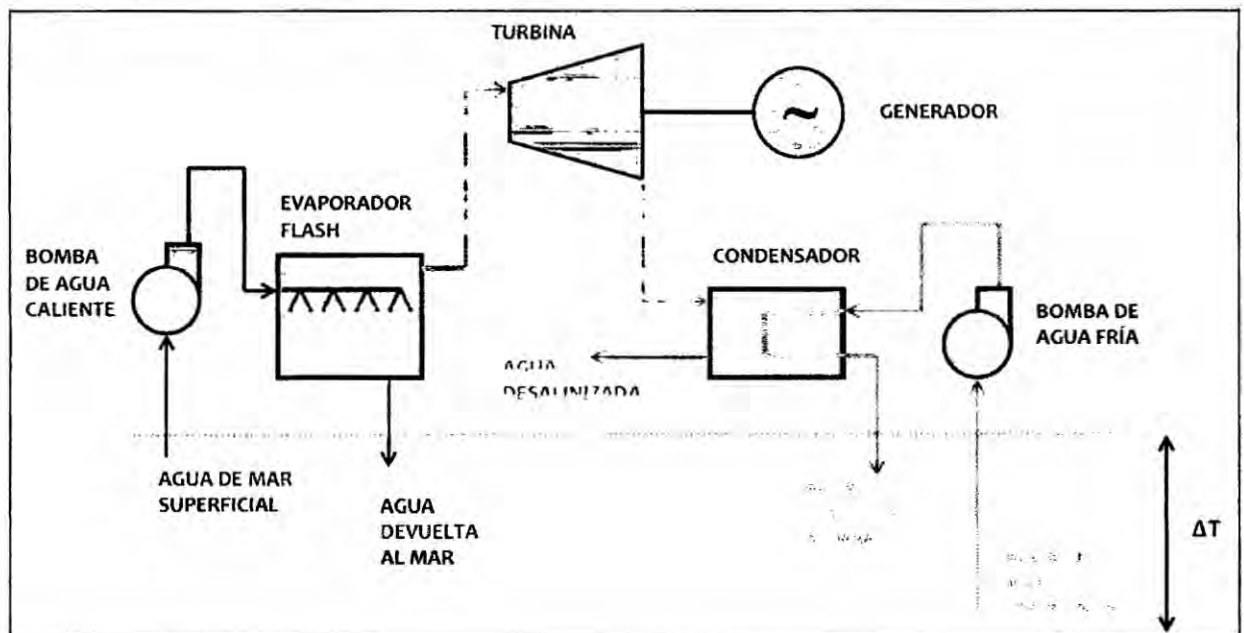 TURBINA
GENERADOR
EVAPORADOR
FLASH
BOMBA
DE AGUA
CALIENTE
CONDENSADOR
BOMBA DE
AGUA FRÍA
AGUA
DESALINIZADA
AGUA DE MAR
SUPERFICIAL
AGUA
DEVUELTA
AL MAR
ΔT
~